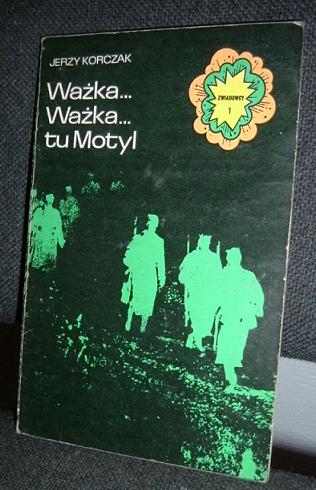 JERZY KORCZAK
Ważka...
Ważka...
tu Motyl
ZWIADOWCY
1